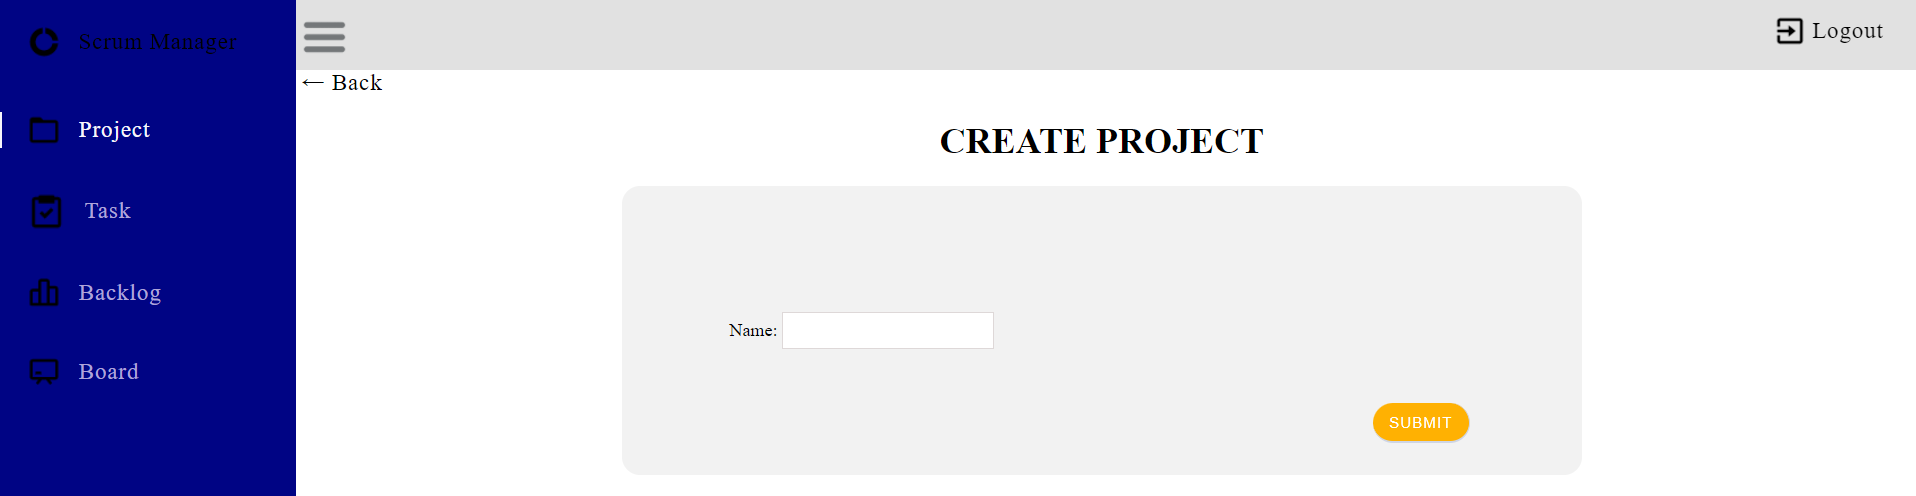 Scrum Manager
Logout
← Back
Project
Task
Backlog
Board
CREATE PROJECT
Name:
SUBMIT